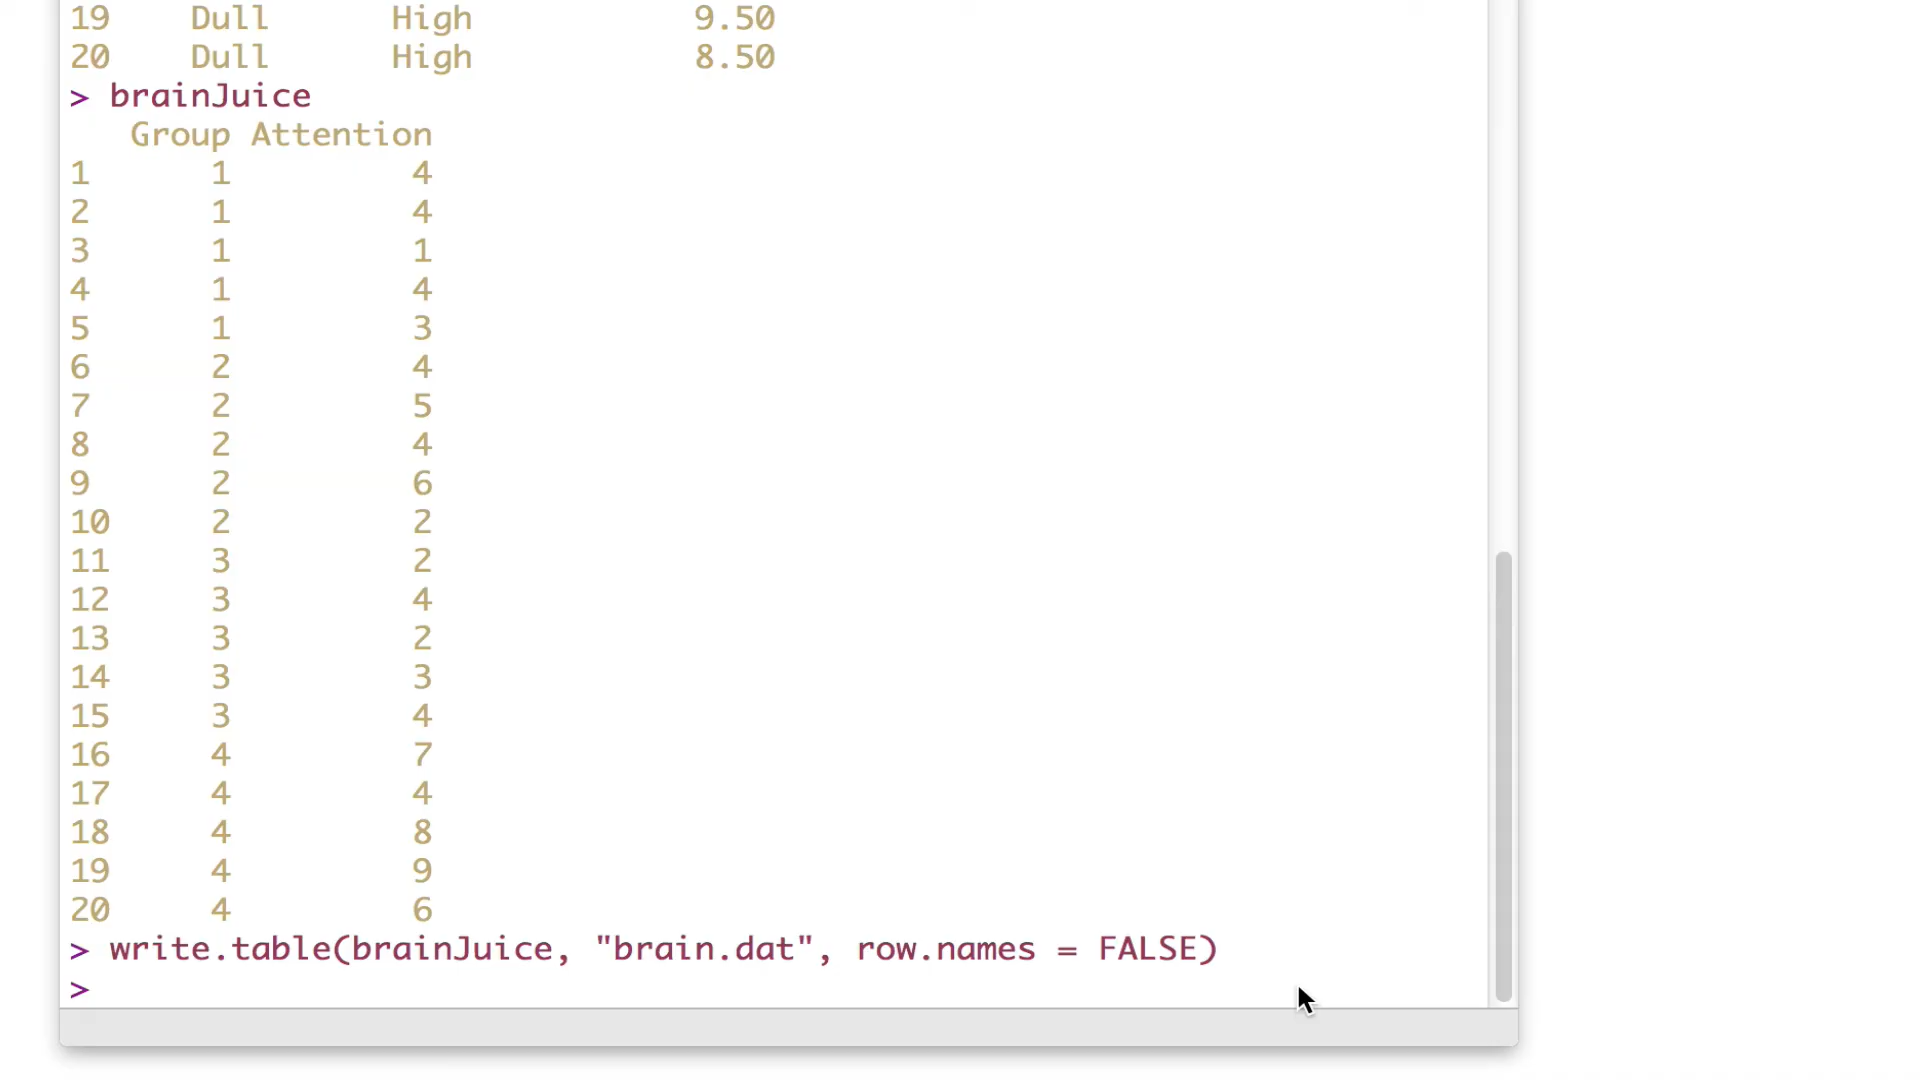 19    Dull      High           9.50
20    Dull      High           8.50
> brainJuice
   Group Attention
1      1         4
2      1         4
3      1         1
4      1         4
5      1         3
6      2         4
7      2         5
8      2         4
9      2         6
10     2         2
11     3         2
12     3         4
13     3         2
14     3         3
15     3         4
16     4         7
17     4         4
18     4         8
19     4         9
20     4         6
> write.table(brainJuice, "brain.dat", row.names = FALSE)
>